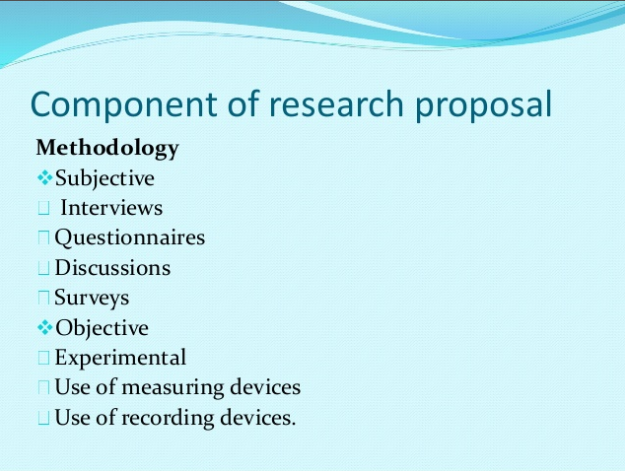 Component of research proposal
Methodology
❖Subjective
□ Interviews
□ Questionnaires
□ Discussions
□ Surveys
❖Objective
□ Experimental
□ Use of measuring devices
□ Use of recording devices.